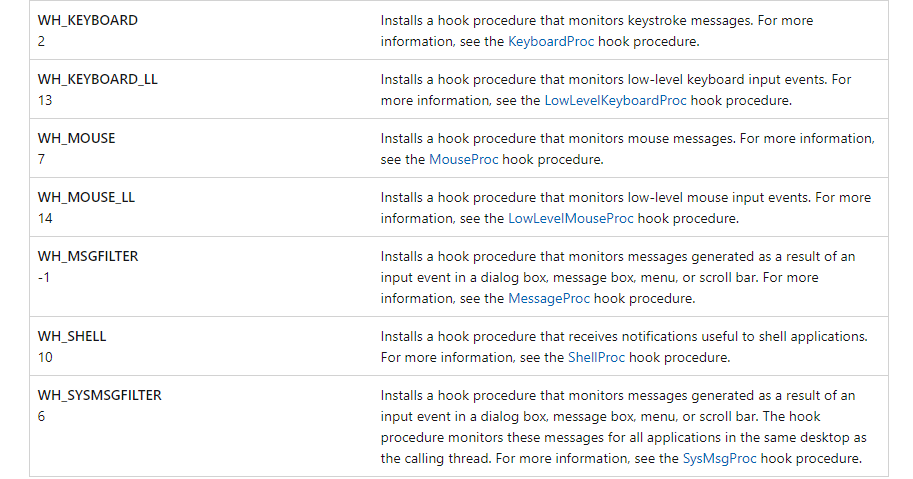 WH_KEYBOARD
2
Installs a hook procedure that monitors keystroke messages. For more
information, see the KeyboardProc hook procedure.
WH_KEYBOARD_LL
13
Installs a hook procedure that monitors low-level keyboard input events. For
more information, see the LowLevelKeyboardProc hook procedure.
WH_MOUSE
7
Installs a hook procedure that monitors mouse messages. For more information,
see the MouseProc hook procedure.
WH_MOUSE_LL
14
Installs a hook procedure that monitors low-level mouse input events. For more
information, see the LowLevelMouseProc hook procedure.
WH_MSGFILTER
-1
Installs a hook procedure that monitors messages generated as a result of an
input event in a dialog box, message box, menu, or scroll bar. For more
information, see the MessageProc hook procedure.
WH_SHELL
10
Installs a hook procedure that receives notifications useful to shell applications.
For more information, see the ShellProc hook procedure.
WH_SYSMSGFILTER
6
Installs a hook procedure that monitors messages generated as a result of an
input event in a dialog box, message box, menu, or scroll bar. The hook
procedure monitors these messages for all applications in the same desktop as
the calling thread. For more information, see the SysMsgProc hook procedure.